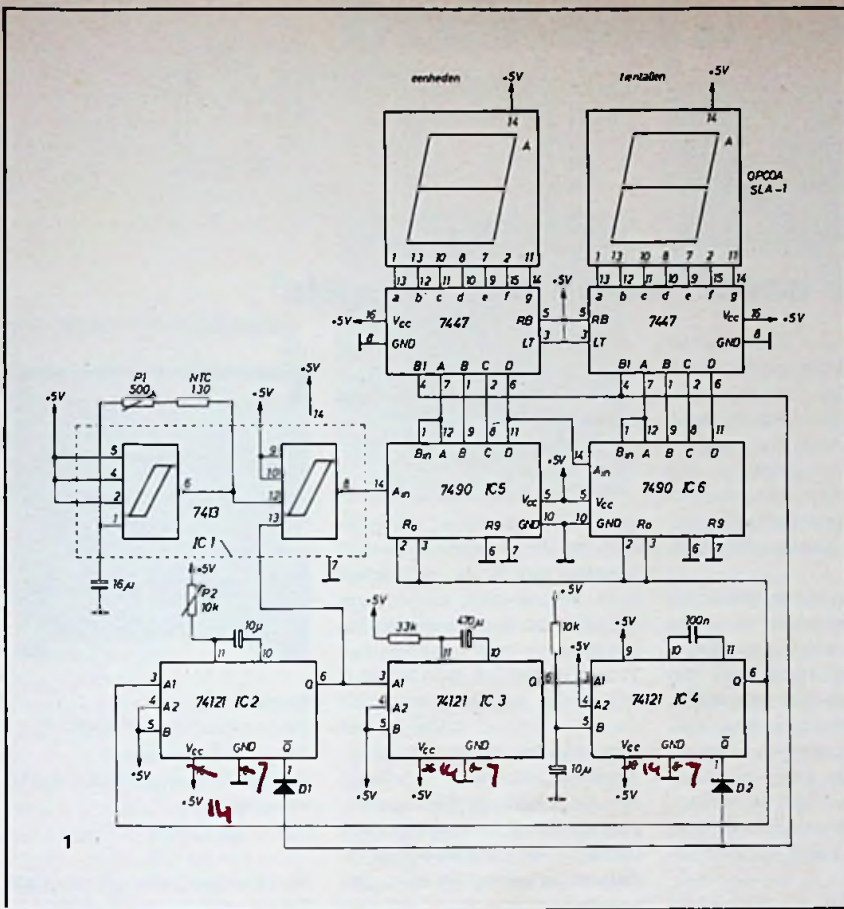 eenheden +5V tientallen +5V
14 14
A A
OPCOA
SLA-1
1 13 10 8 7 2 11 1 13 10 8 7 2 11
13 12 11 10 9 15 14 13 12 11 10 9 15 14
a b c d e f g +5V a b c d e f g
+5V 16 Vcc 7447 RB 5 5 RB 7447 Vcc 16 +5V
8 GND LT 3 3 LT GND 8
BI A B C D BI A B C D
4 7 1 2 6 4 7 1 2 6
P1 NTC +5V
500Ω 130
+5V +5V 14
1 12 9 8 11 14 1 12 9 8 11
Bin A B C D Ain Bin A B C D
5 9
4 10 +5V
2 6 12 8 14 Ain 7490 IC5 Vcc 5 5 Vcc 7490 IC6
1 7413 13 GND 10 10 GND
Ro R9 Ro R9
IC1 2 3 6 7 2 3 6 7
7
16µ +5V
P2
10k +5V +5V
10µ 33k 470µ 10k +5V 100n
11 10 11 10 9 10 11
3 A1 Q 6 3 A1 Q 6 3 A1 Q 6
4 A2 74121 IC2 4 A2 74121 IC3 4 A2 74121 IC4
5 B 5 B 5 B
Vcc GND Q̅ Vcc GND Vcc GND Q̅
7 1 14 7 10µ 14 7 1
+5V +5V D1 +5V +5V D2
14
1